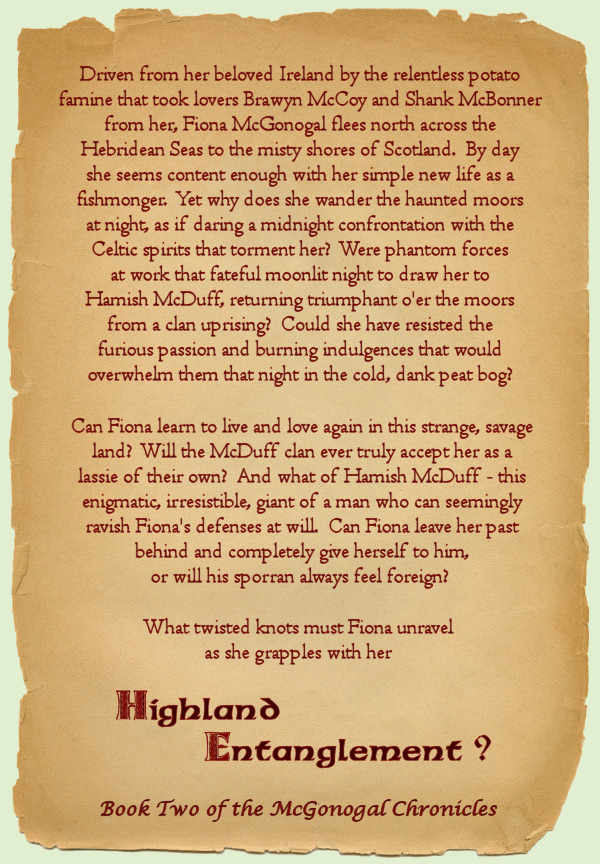 Driven from her beloved Ireland by the relentless potato
famine that took lovers Brawyn McCoy and Shank McBonner
from her, Fiona McGonogal flees north across the
Hebridean Seas to the misty shores of Scotland.  By day
she seems content enough with her simple new life as a
fishmonger.  Yet why does she wander the haunted moors
at night, as if daring a midnight confrontation with the
Celtic spirits that torment her?  Were phantom forces
at work that fateful moonlit night to draw her to
Hamish McDuff, returning triumphant o'er the moors
from a clan uprising?  Could she have resisted the
furious passion and burning indulgences that would
overwhelm them that night in the cold, dank peat bog?
Can Fiona learn to live and love again in this strange, savage
land?  Will the McDuff clan ever truly accept her as a
lassie of their own?  And what of Hamish McDuff - this
enigmatic, irresistible, giant of a man who can seemingly
ravish Fiona's defenses at will.  Can Fiona leave her past
behind and completely give herself to him,
or will his sporran always feel foreign?
What twisted knots must Fiona unravel
as she grapples with her
Highland
Entanglement ?
Book Two of the McGonogal Chronicles